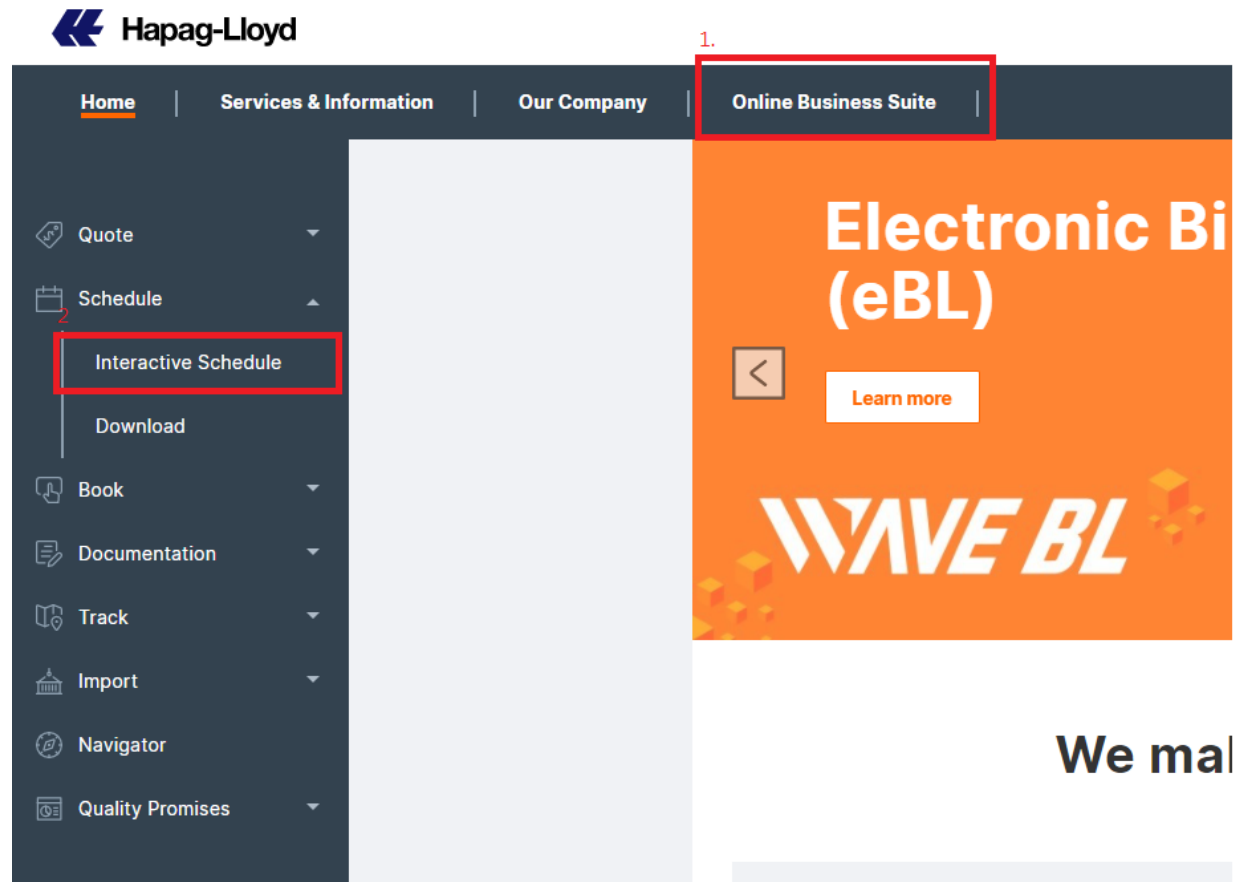 Hapag-Lloyd
1.
Home
Services & Information
Our Company
Online Business Suite
Quote
Schedule
2
Interactive Schedule
Download
Book
Documentation
Track
Import
Navigator
Quality Promises
Electronic Bi
(eBL)
Learn more
WAVE BL
We mal